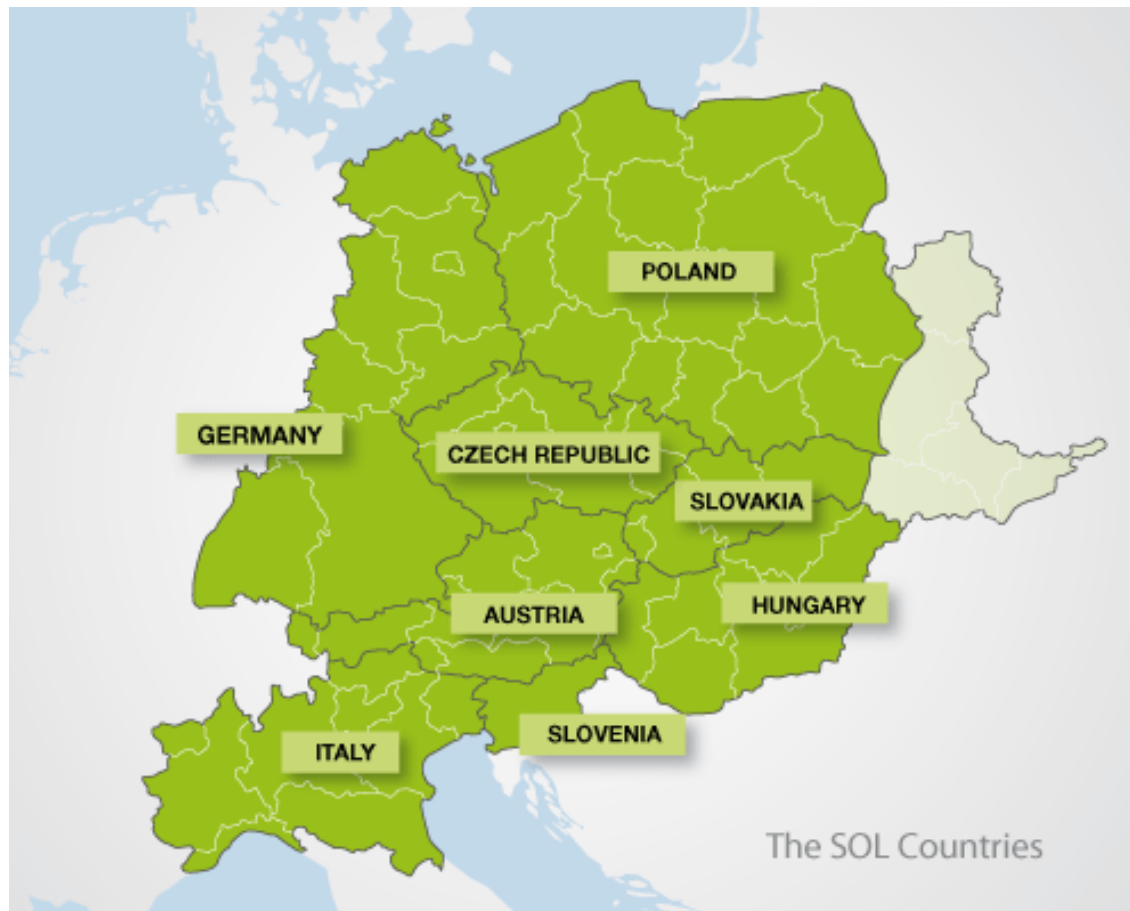 POLAND
GERMANY
CZECH REPUBLIC
SLOVAKIA
HUNGARY
AUSTRIA
SLOVENIA
ITALY
The SOL Countries